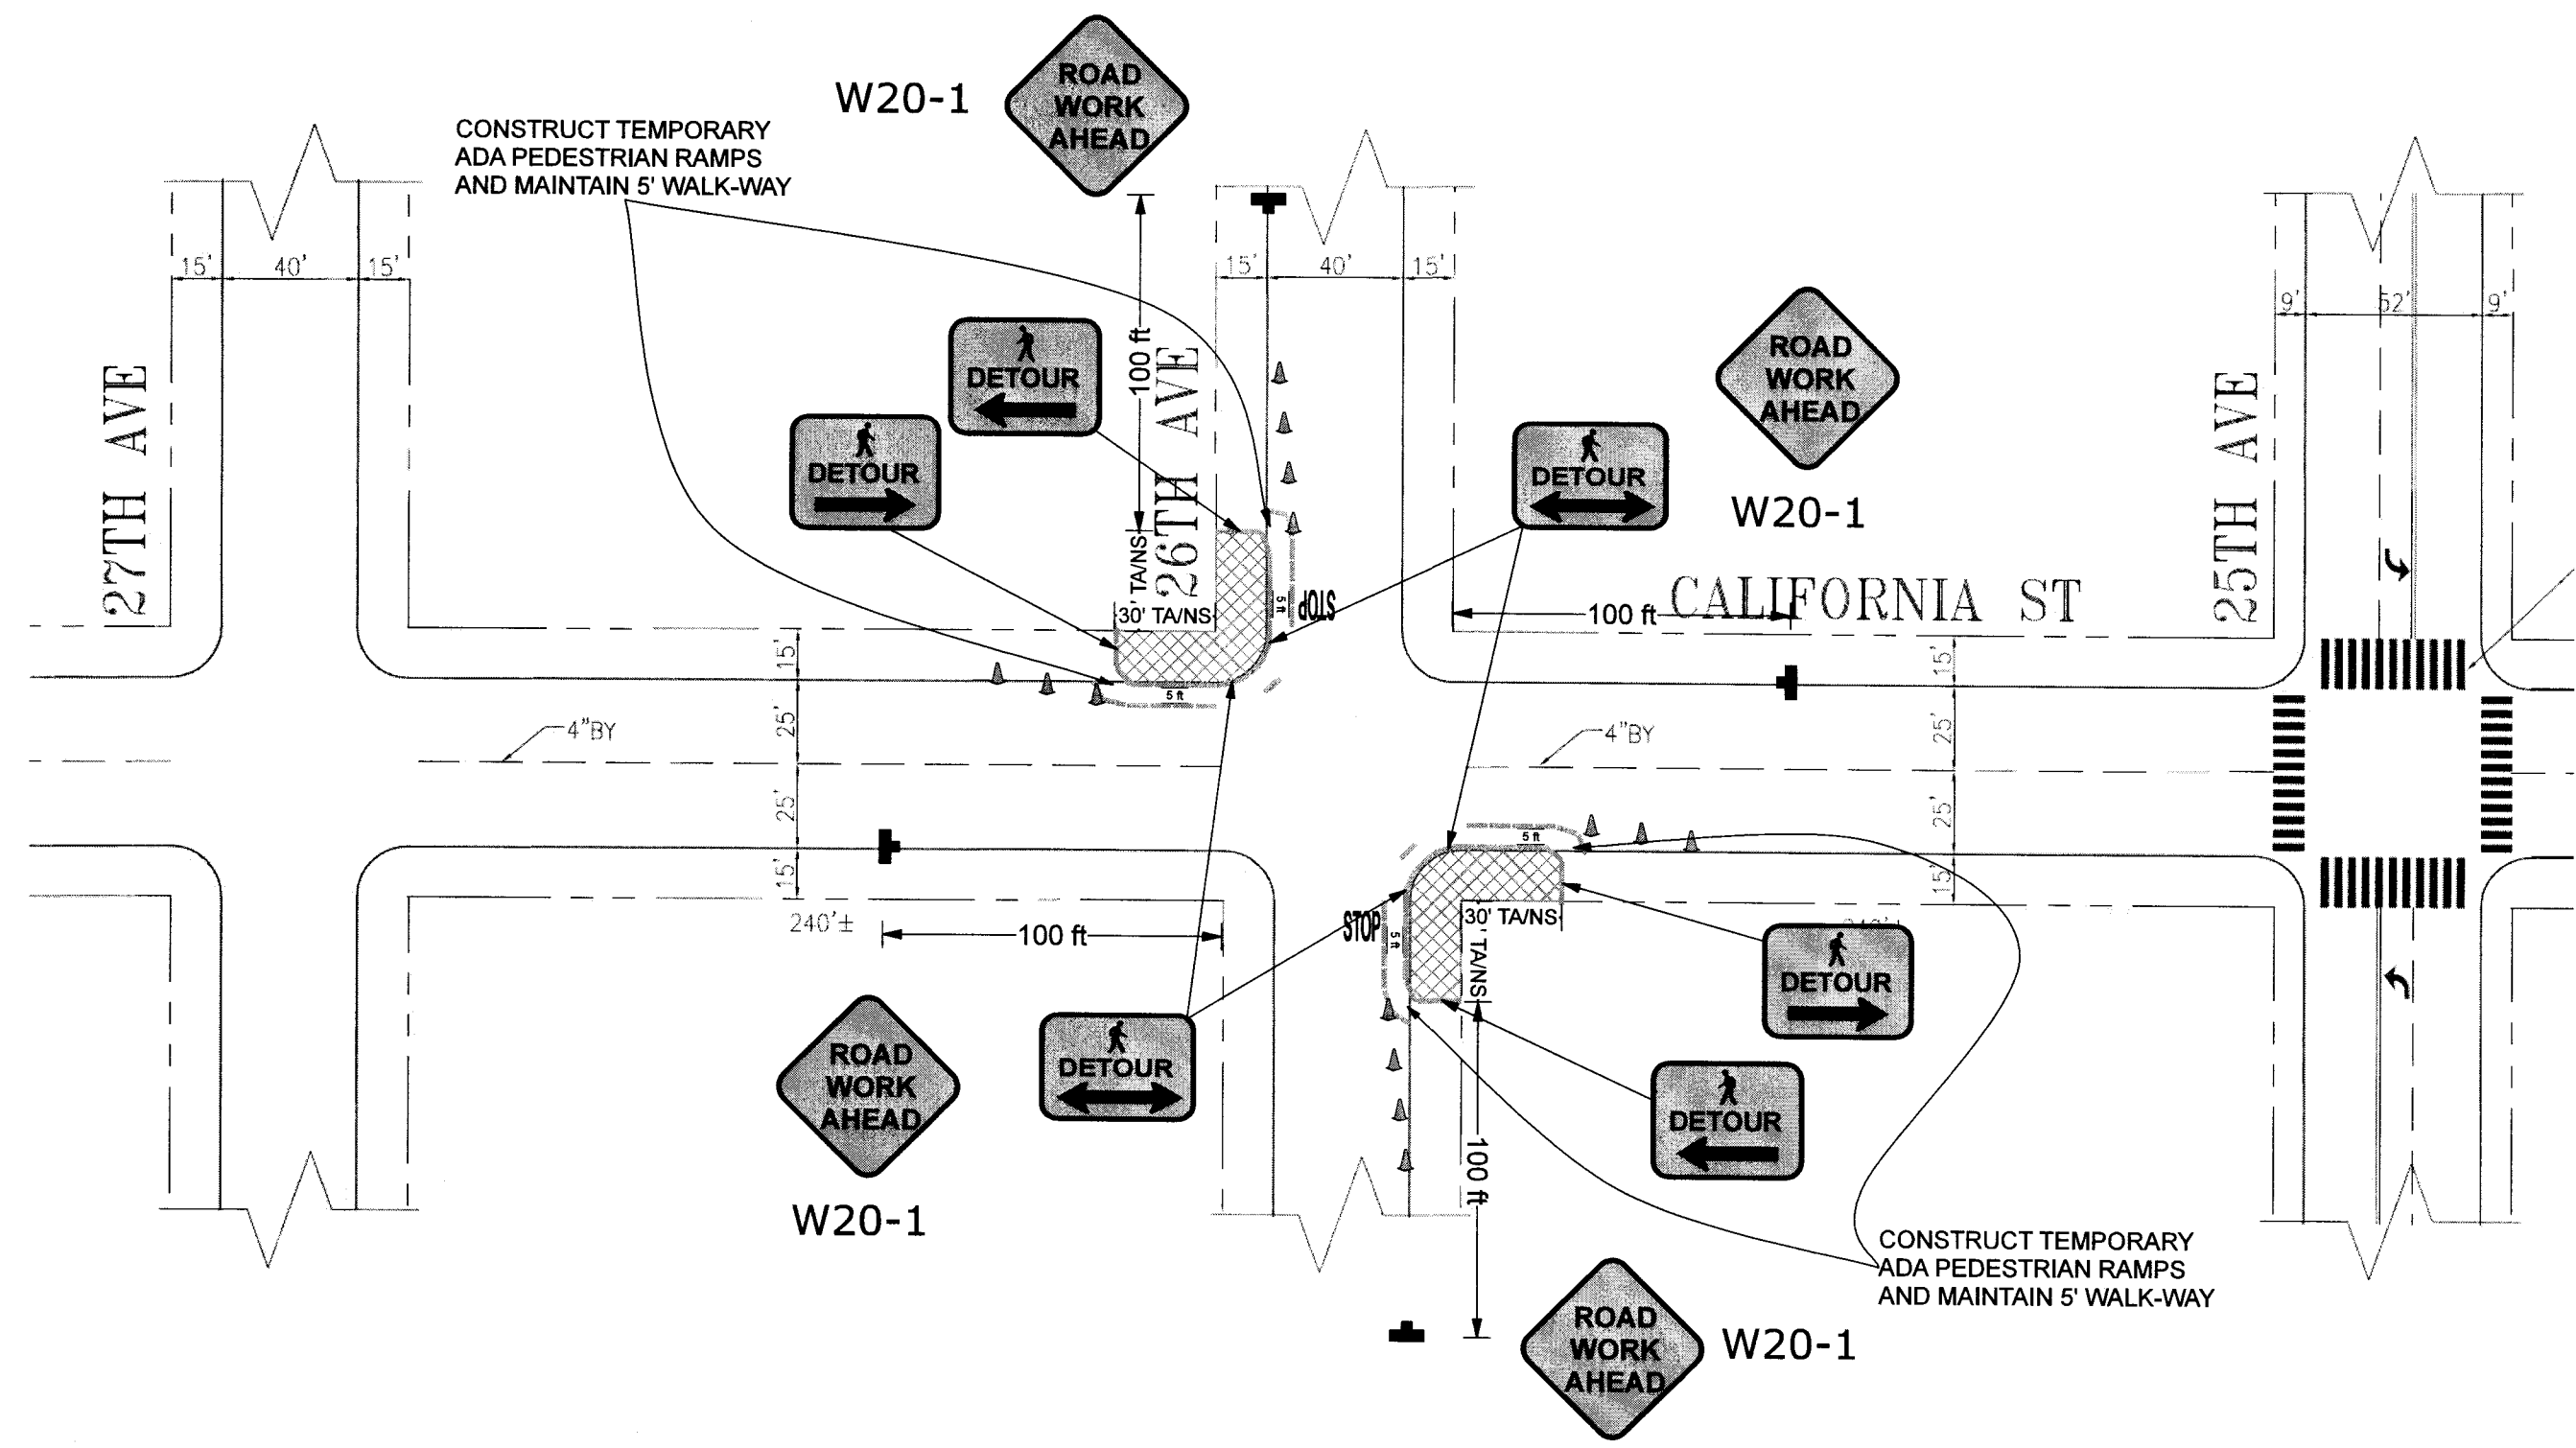 W20-1
ROAD
WORK
AHEAD
CONSTRUCT TEMPORARY
ADA PEDESTRIAN RAMPS
AND MAINTAIN 5' WALK-WAY
15'
40'
15'
15'
40'
15'
9'
52'
9'
27TH AVE
26TH AVE
25TH AVE
100 ft
DETOUR
DETOUR
DETOUR
ROAD
WORK
AHEAD
W20-1
30' TA/NS
30' TA/NS
5 ft
STOP
100 ft
CALIFORNIA ST
15'
25'
25'
15'
5 ft
4"BY
4"BY
15'
25'
25'
15'
5 ft
240'±
100 ft
STOP
5 ft
30' TA/NS
30' TA/NS
DETOUR
DETOUR
DETOUR
ROAD
WORK
AHEAD
W20-1
100 ft
CONSTRUCT TEMPORARY
ADA PEDESTRIAN RAMPS
AND MAINTAIN 5' WALK-WAY
ROAD
WORK
AHEAD
W20-1